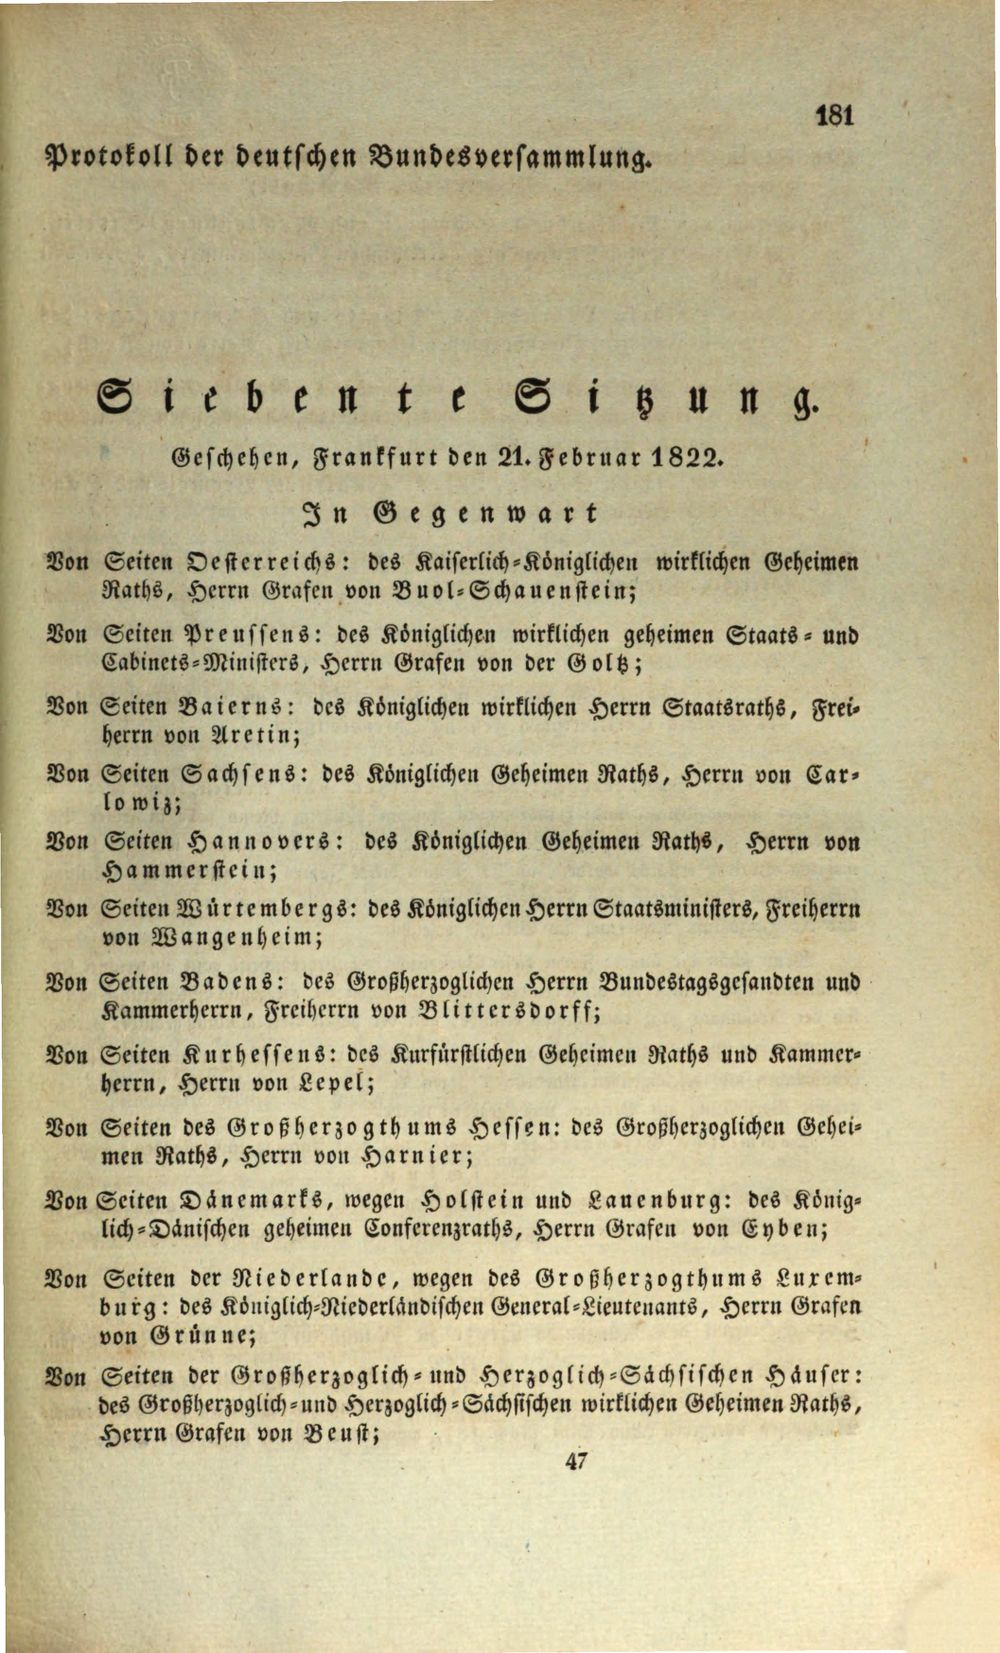 181
Protokoll der deutschen Bundesversammlung.
Siebente Sitzung.
Geschehen, Frankfurt den 21. Februar 1822.
In Gegenwart
Von Seiten Oesterreichs: des Kaiserlich-Königlichen wirklichen Geheimen
Raths, Herrn Grafen von Buol-Schauenstein;
Von Seiten Preussens: des Königlichen wirklichen geheimen Staats- und
Cabinets-Ministers, Herrn Grafen von der Goltz;
Von Seiten Baierns: des Königlichen wirklichen Herrn Staatsraths, Frei-
herrn von Aretin;
Von Seiten Sachsens: des Königlichen Geheimen Raths, Herrn von Car-
lowiz;
Von Seiten Hannovers: des Königlichen Geheimen Raths, Herrn von
Hammerstein;
Von Seiten Würtembergs: des Königlichen Herrn Staatsministers, Freiherrn
von Wangenheim;
Von Seiten Badens: des Großherzoglichen Herrn Bundestagsgesandten und
Kammerherrn, Freiherrn von Blittersdorff;
Von Seiten Kurhessens: des Kurfürstlichen Geheimen Raths und Kammer-
herrn, Herrn von Lepel;
Von Seiten des Großherzogthums Hessen: des Großherzoglichen Gehei-
men Raths, Herrn von Harnier;
Von Seiten Dänemarks, wegen Holstein und Lauenburg: des König-
lich-Dänischen geheimen Conferenzraths, Herrn Grafen von Eyben;
Von Seiten der Niederlande, wegen des Großherzogthums Luxem-
burg: des Königlich-Niederländischen General-Lieutenants, Herrn Grafen
von Grünne;
Von Seiten der Großherzoglich- und Herzoglich-Sächsischen Häuser:
des Großherzoglich- und Herzoglich-Sächsischen wirklichen Geheimen Raths,
Herrn Grafen von Beust;
47